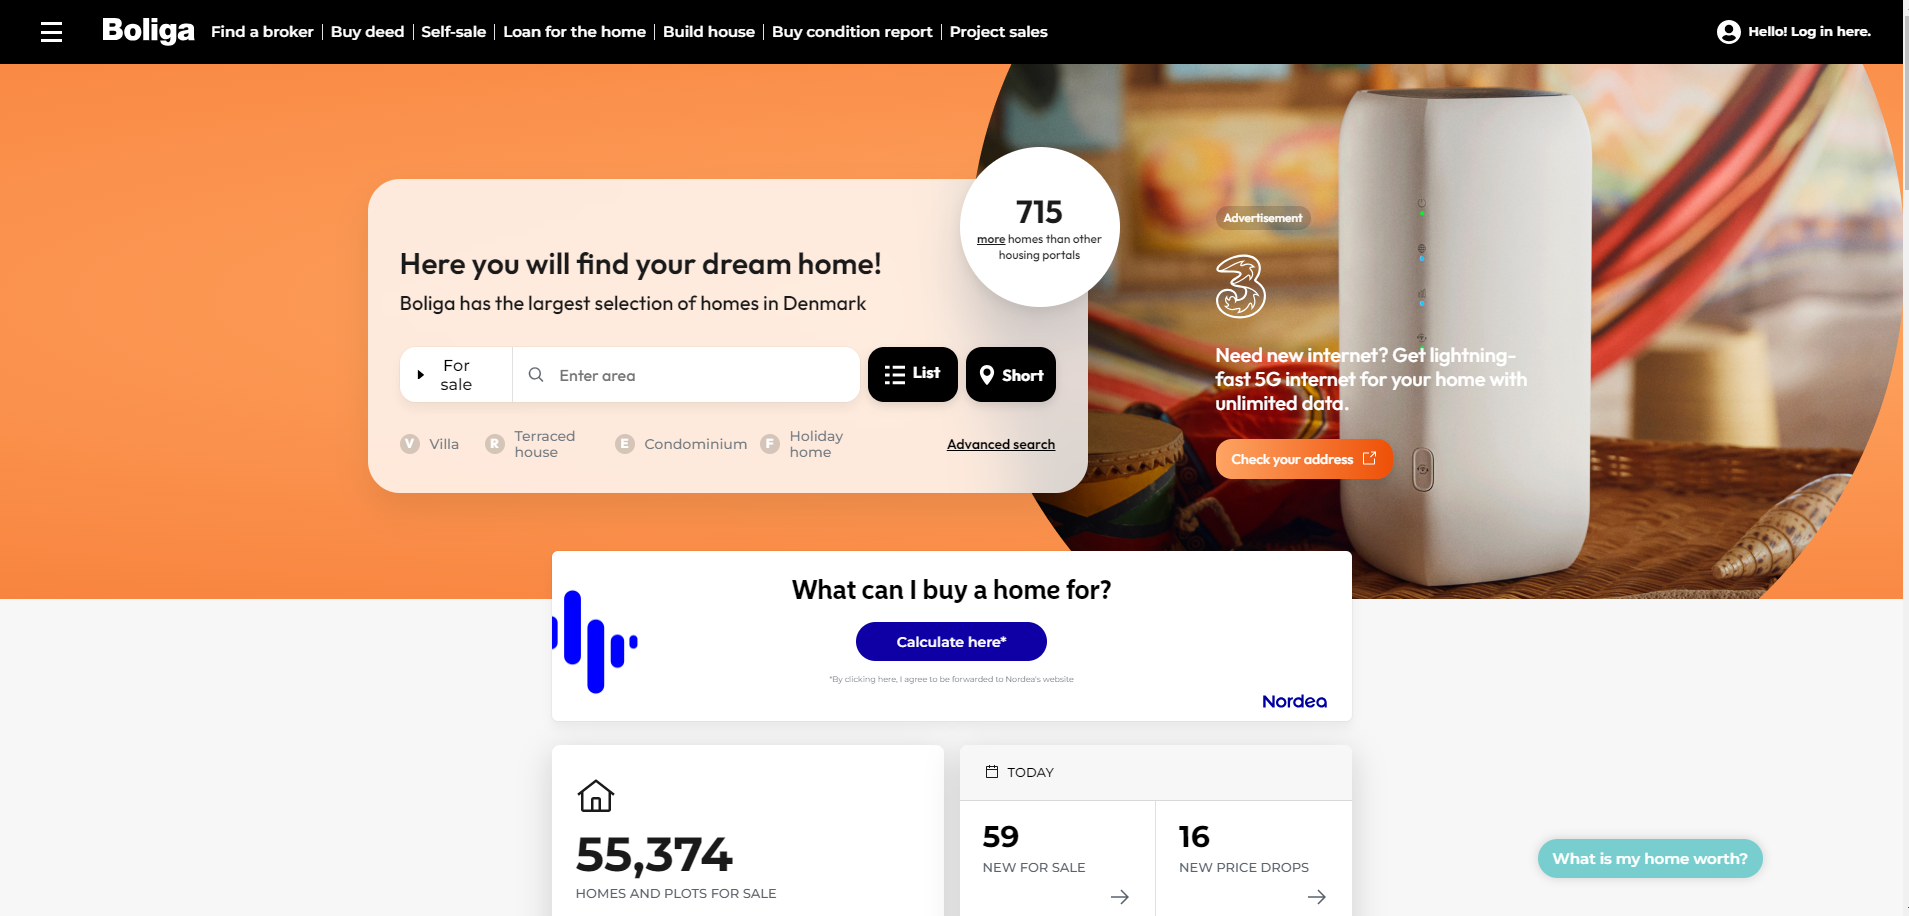 Boliga
Find a broker
Buy deed
Self-sale
Loan for the home
Build house
Buy condition report
Project sales
Hello! Log in here.
715
more homes than other
housing portals
Here you will find your dream home!
Boliga has the largest selection of homes in Denmark
For
sale
Enter area
List
Short
V Villa
R Terraced
house
E Condominium
F Holiday
home
Advanced search
Advertisement
3
Need new internet? Get lightning-
fast 5G internet for your home with
unlimited data.
Check your address
What can I buy a home for?
Calculate here*
*By clicking here, I agree to be forwarded to Nordea's website
Nordea
55,374
HOMES AND PLOTS FOR SALE
TODAY
59
NEW FOR SALE
16
NEW PRICE DROPS
What is my home worth?